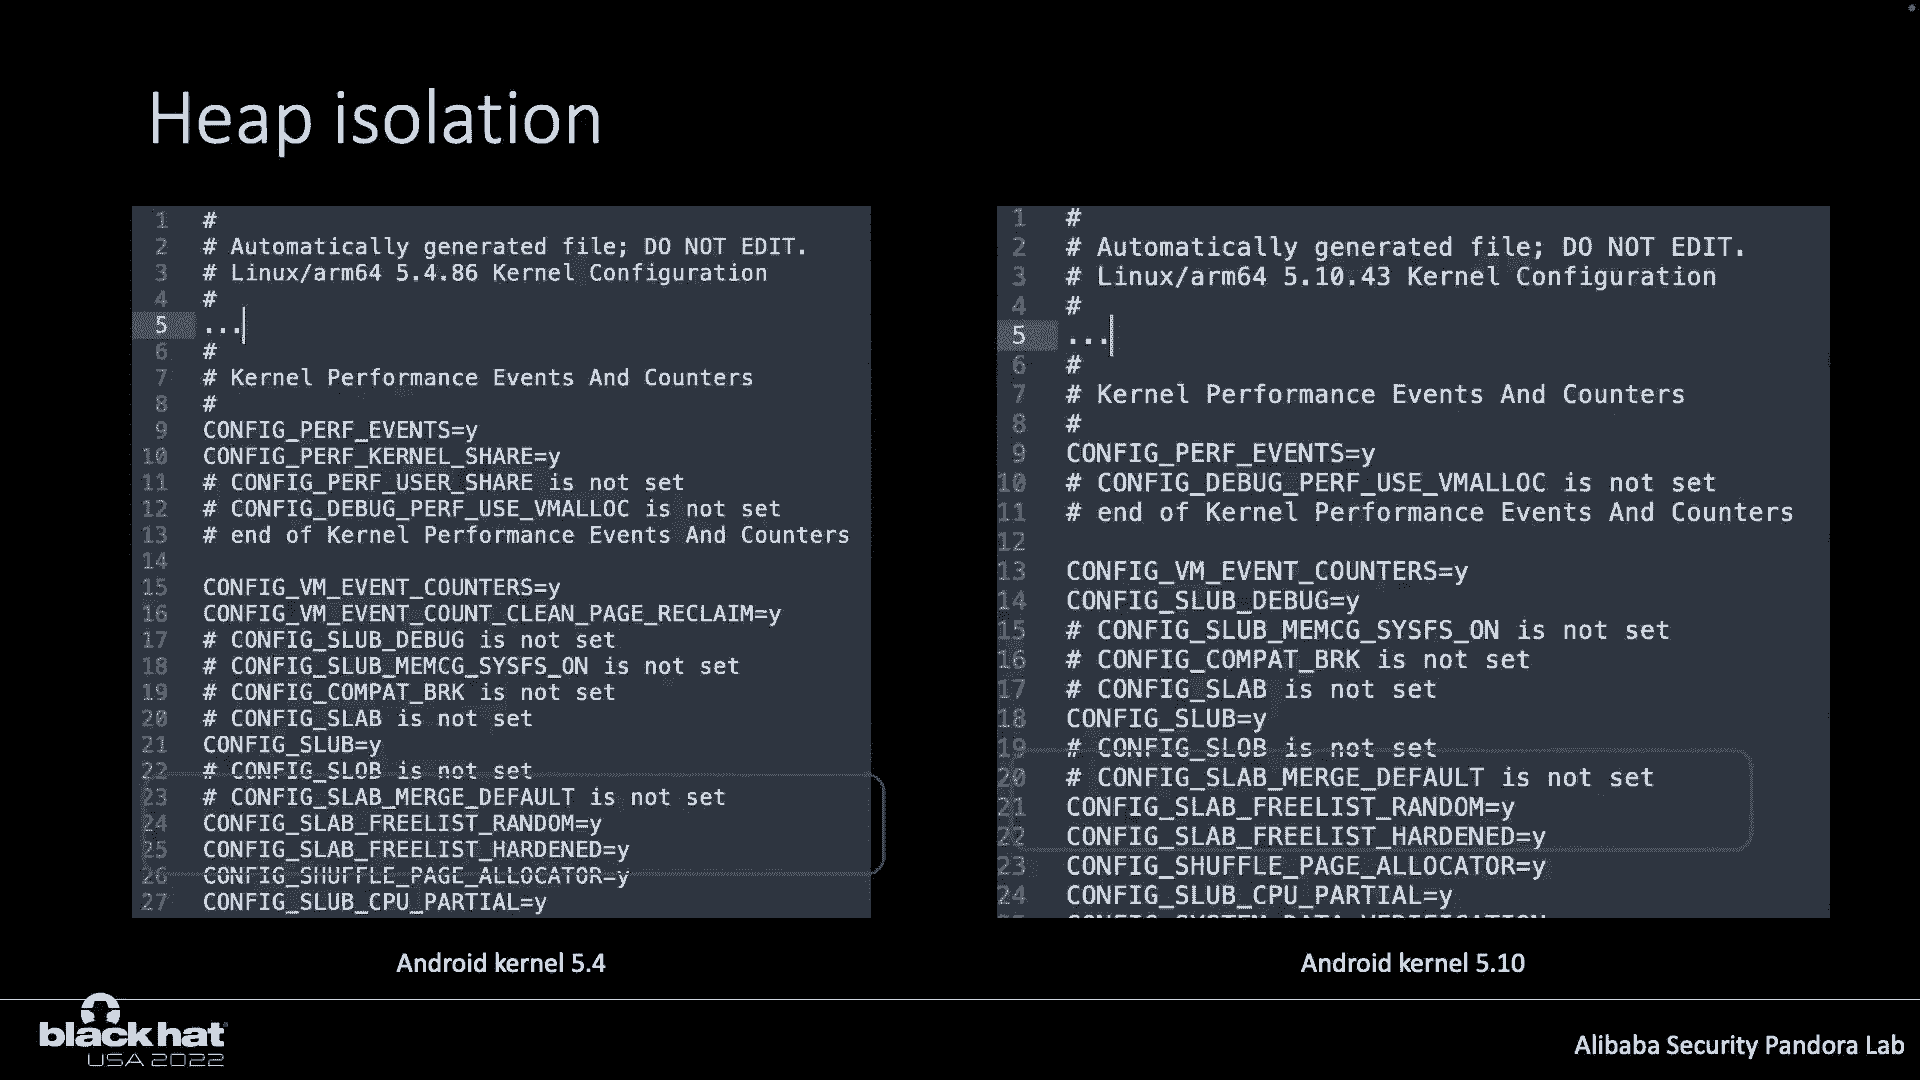 Heap isolation
1 #
2 # Automatically generated file; DO NOT EDIT.
3 # Linux/arm64 5.4.86 Kernel Configuration
4 #
5 ...
6 #
7 # Kernel Performance Events And Counters
8 #
9 CONFIG_PERF_EVENTS=y
10 CONFIG_PERF_KERNEL_SHARE=y
11 # CONFIG_PERF_USER_SHARE is not set
12 # CONFIG_DEBUG_PERF_USE_VMALLOC is not set
13 # end of Kernel Performance Events And Counters
14
15 CONFIG_VM_EVENT_COUNTERS=y
16 CONFIG_VM_EVENT_COUNT_CLEAN_PAGE_RECLAIM=y
17 # CONFIG_SLUB_DEBUG is not set
18 # CONFIG_SLUB_MEMCG_SYSFS_ON is not set
19 # CONFIG_COMPAT_BRK is not set
20 # CONFIG_SLAB is not set
21 CONFIG_SLUB=y
22 # CONFIG_SLOB is not set
23 # CONFIG_SLAB_MERGE_DEFAULT is not set
24 CONFIG_SLAB_FREELIST_RANDOM=y
25 CONFIG_SLAB_FREELIST_HARDENED=y
26 CONFIG_SHUFFLE_PAGE_ALLOCATOR=y
27 CONFIG_SLUB_CPU_PARTIAL=y
Android kernel 5.4
1 #
2 # Automatically generated file; DO NOT EDIT.
3 # Linux/arm64 5.10.43 Kernel Configuration
4 #
5 ...
6 #
7 # Kernel Performance Events And Counters
8 #
9 CONFIG_PERF_EVENTS=y
10 # CONFIG_DEBUG_PERF_USE_VMALLOC is not set
11 # end of Kernel Performance Events And Counters
12
13 CONFIG_VM_EVENT_COUNTERS=y
14 CONFIG_SLUB_DEBUG=y
15 # CONFIG_SLUB_MEMCG_SYSFS_ON is not set
16 # CONFIG_COMPAT_BRK is not set
17 # CONFIG_SLAB is not set
18 CONFIG_SLUB=y
19 # CONFIG_SLOB is not set
20 # CONFIG_SLAB_MERGE_DEFAULT is not set
21 CONFIG_SLAB_FREELIST_RANDOM=y
22 CONFIG_SLAB_FREELIST_HARDENED=y
23 CONFIG_SHUFFLE_PAGE_ALLOCATOR=y
24 CONFIG_SLUB_CPU_PARTIAL=y
Android kernel 5.10
black hat
USA 2022
Alibaba Security Pandora Lab